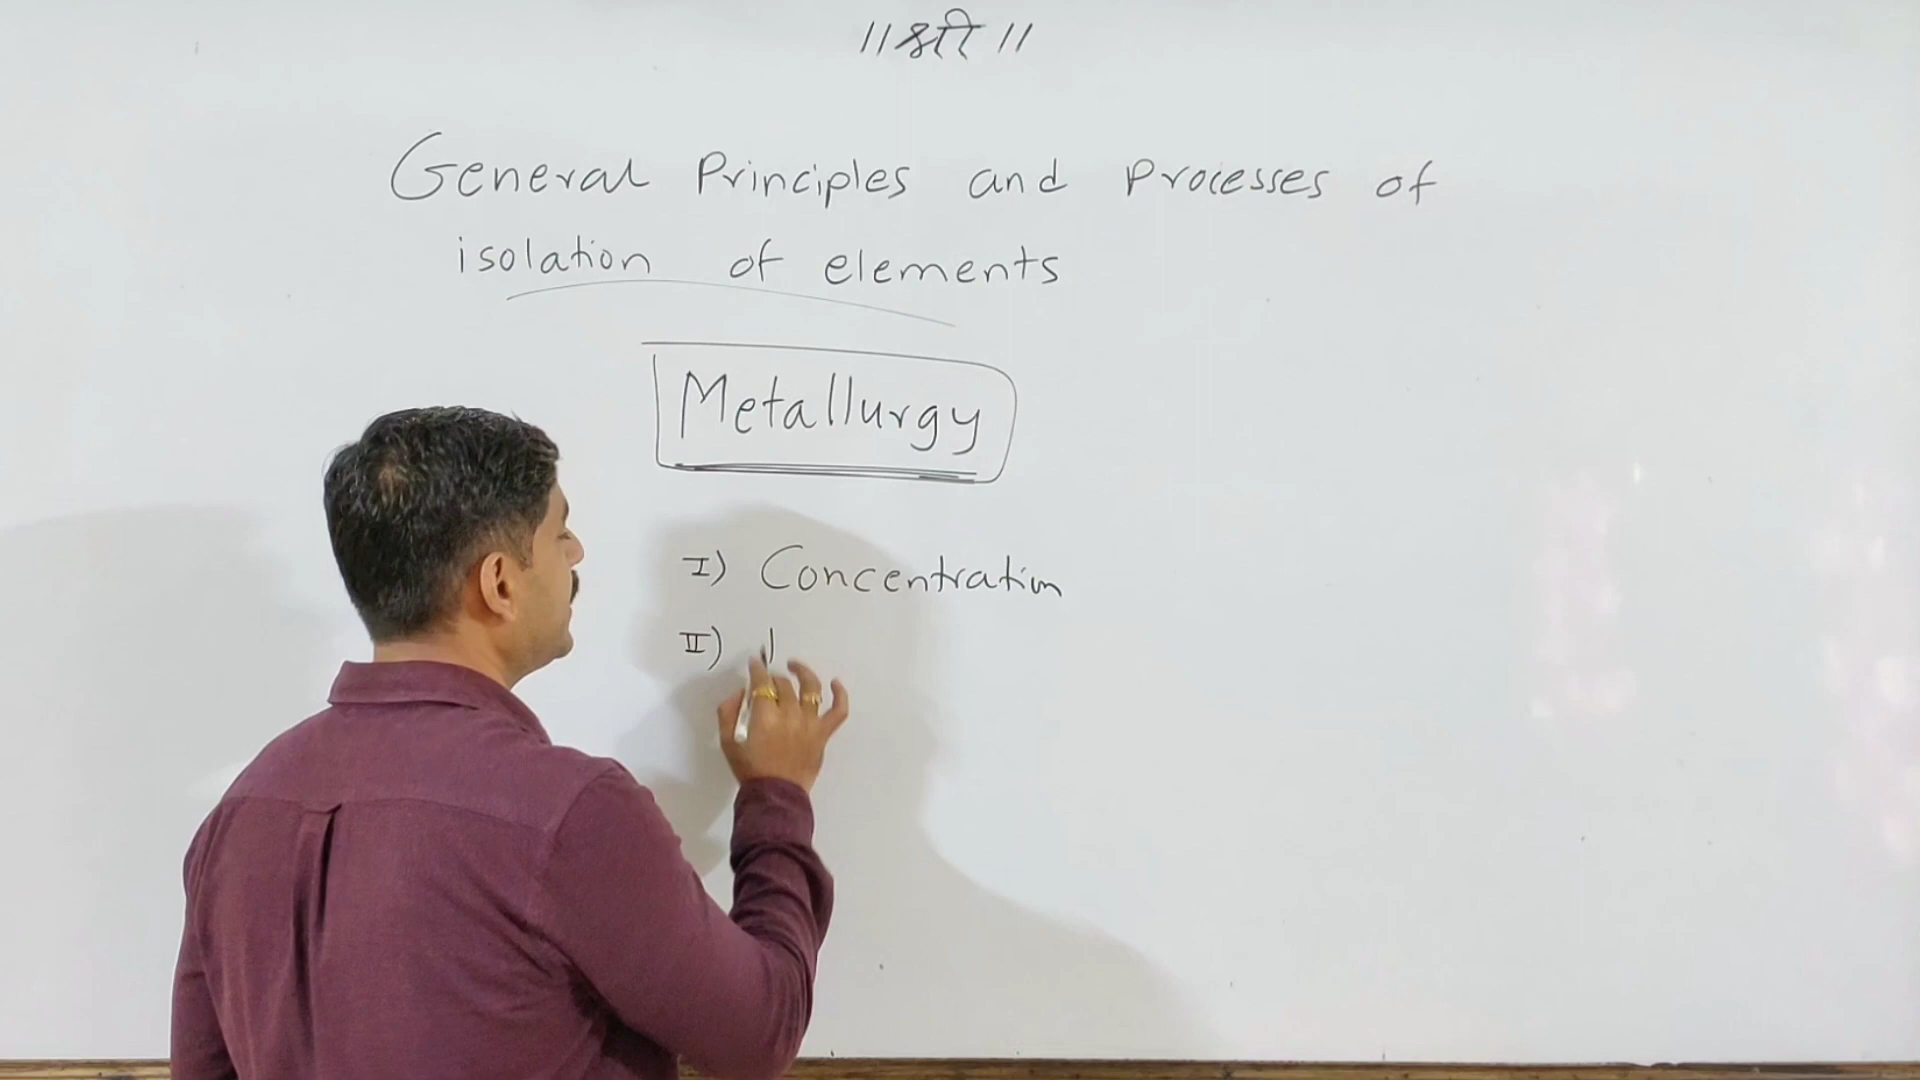 ॥ श्री ॥
General Principles and Processes of
isolation of elements
Metallurgy
I) Concentration
II)